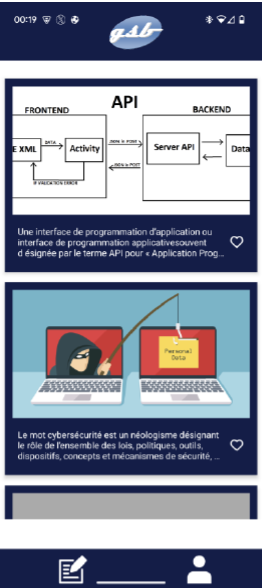 00:19
gsb
API
FRONTEND
BACKEND
E XML
DATA
Activity
JSON in POST
Server API
Data
JSON in POST
IF VALIDATION ERROR
Une interface de programmation d'application ou
interface de programmation applicativesouvent
d ésignée par le terme API pour « Application Prog...
Personal
Data
Le mot cybersécurité est un néologisme désignant
le rôle de l'ensemble des lois, politiques, outils,
dispositifs, concepts et mécanismes de sécurité, ...